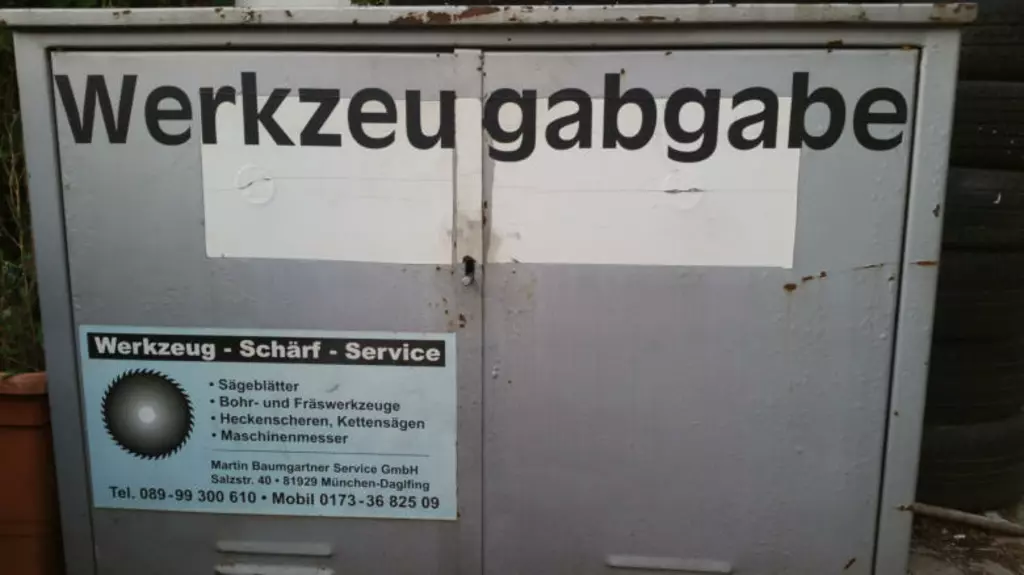 Werkzeugabgabe
Werkzeug - Schärf - Service
• Sägeblätter
• Bohr- und Fräswerkzeuge
• Heckenscheren, Kettensägen
• Maschinenmesser
Martin Baumgartner Service GmbH
Salzstr. 40 • 81929 München-Daglfing
Tel. 089-99 300 610 • Mobil 0173-36 825 09